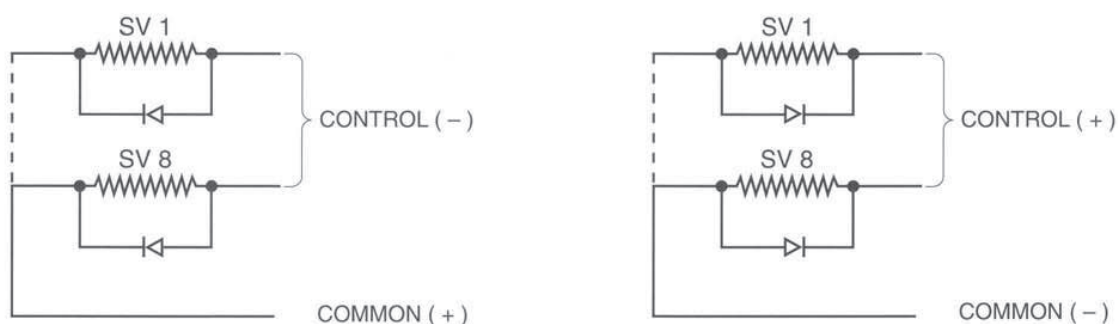 SV 1
CONTROL ( – )
SV 8
COMMON ( + )
SV 1
CONTROL ( + )
SV 8
COMMON ( – )